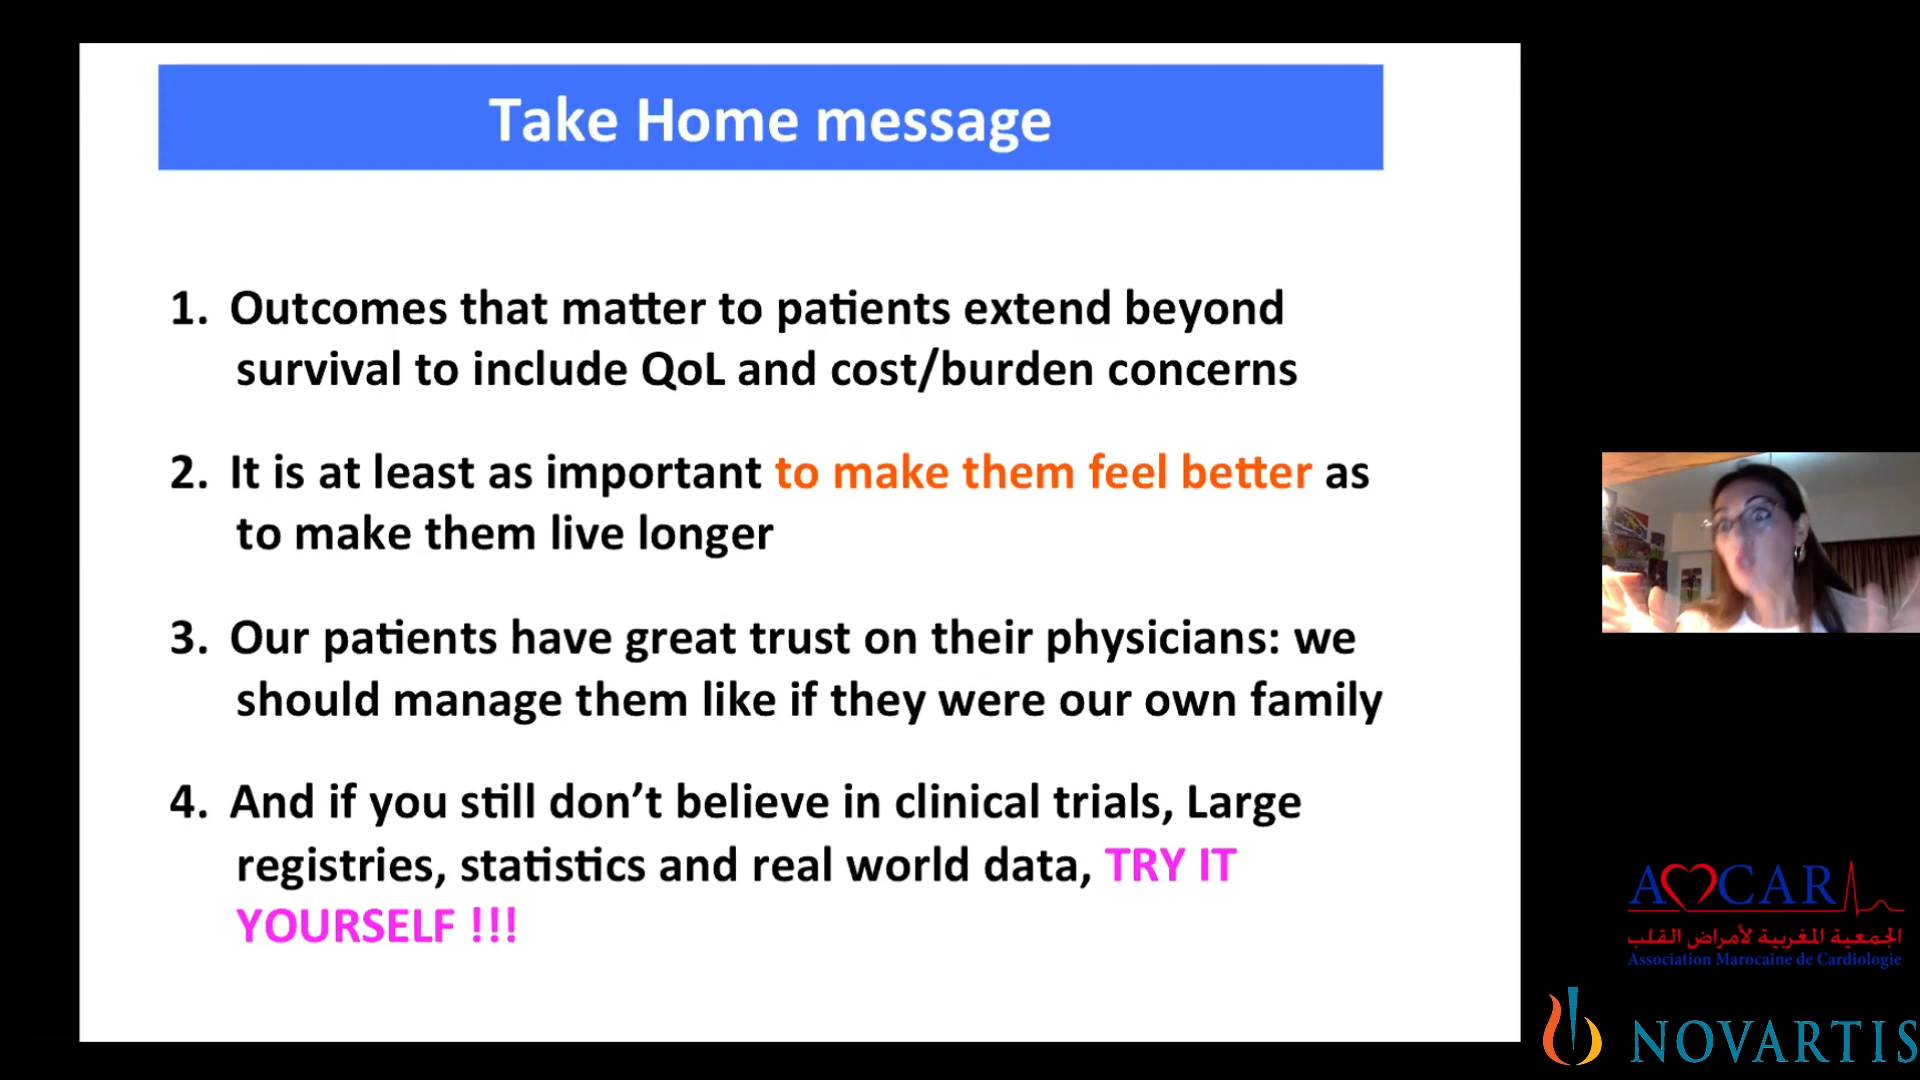 Take Home message
1. Outcomes that matter to patients extend beyond
survival to include QoL and cost/burden concerns
2. It is at least as important to make them feel better as
to make them live longer
3. Our patients have great trust on their physicians: we
should manage them like if they were our own family
4. And if you still don’t believe in clinical trials, Large
registries, statistics and real world data, TRY IT
YOURSELF !!!
AMCAR
الجمعية المغربية لأمراض القلب
Association Marocaine de Cardiologie
NOVARTIS